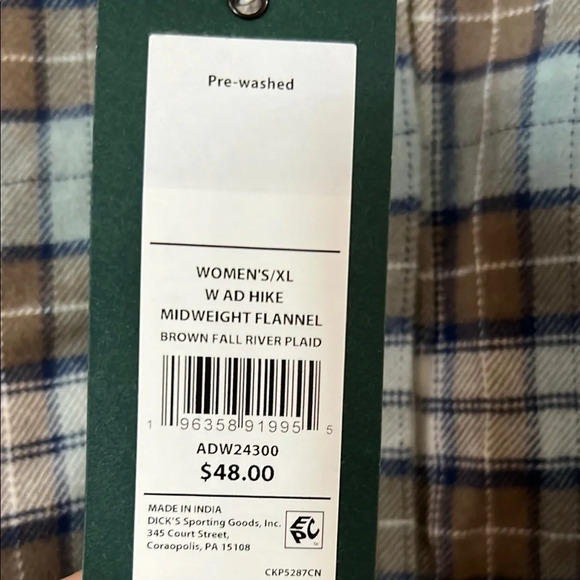 Pre-washed
WOMEN'S/XL
W AD HIKE
MIDWEIGHT FLANNEL
BROWN FALL RIVER PLAID
1 96358 91995 5
ADW24300
$48.00
MADE IN INDIA
DICK'S Sporting Goods, Inc.
345 Court Street,
Coraopolis, PA 15108
EPC
CKP5287CN